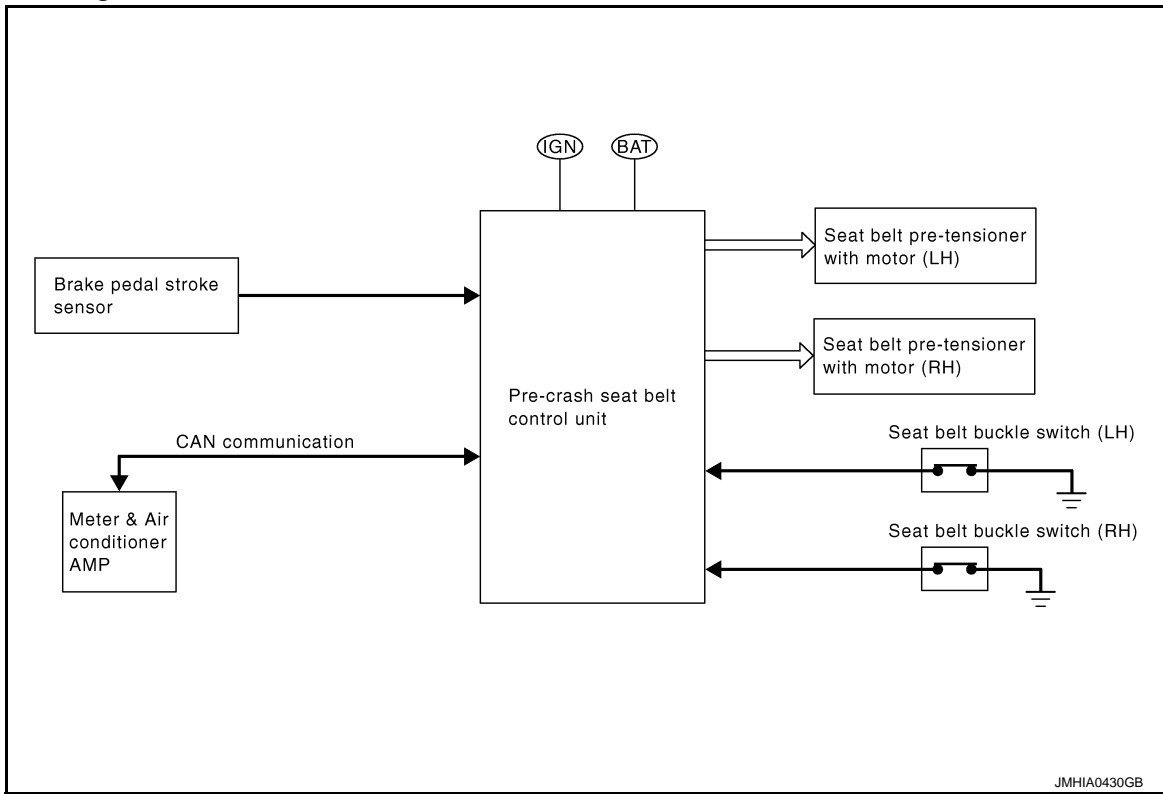 IGN
BAT
Seat belt pre-tensioner
with motor (LH)
Brake pedal stroke
sensor
Seat belt pre-tensioner
with motor (RH)
Pre-crash seat belt
control unit
CAN communication
Seat belt buckle switch (LH)
Meter & Air
conditioner
AMP
Seat belt buckle switch (RH)
JMHIA0430GB